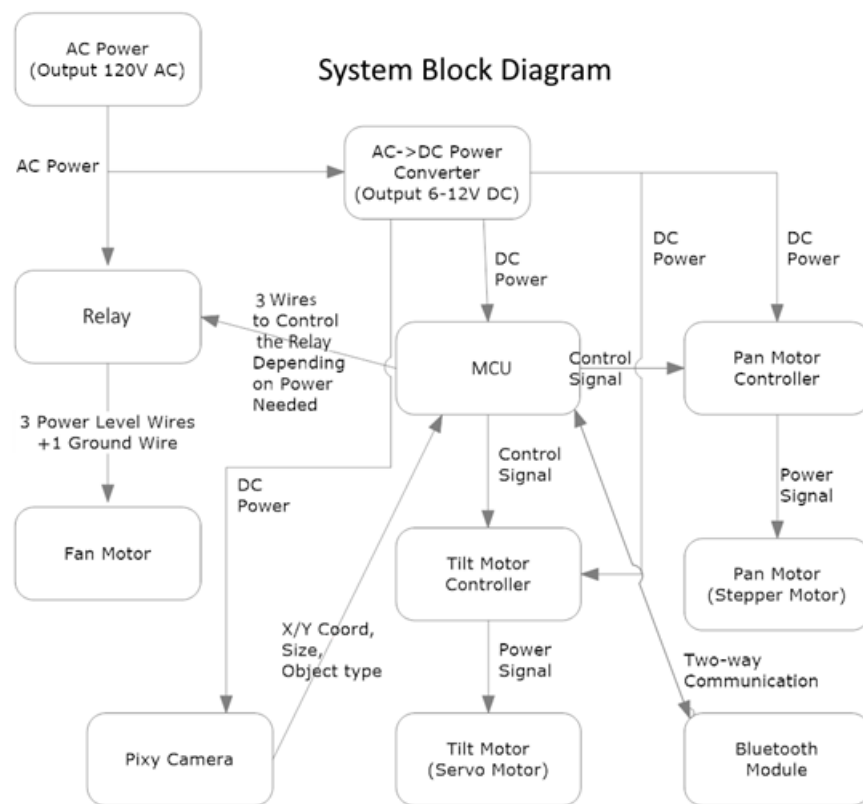 AC Power
(Output 120V AC)
System Block Diagram
AC Power
AC->DC Power
Converter
(Output 6-12V DC)
DC
Power
DC
Power
DC
Power
Relay
3 Wires
to Control
the Relay
Depending
on Power
Needed
MCU
Control
Signal
Pan Motor
Controller
3 Power Level Wires
+1 Ground Wire
DC
Power
Control
Signal
Power
Signal
Fan Motor
Tilt Motor
Controller
Pan Motor
(Stepper Motor)
X/Y Coord,
Size,
Object type
Power
Signal
Two-way
Communication
Pixy Camera
Tilt Motor
(Servo Motor)
Bluetooth
Module